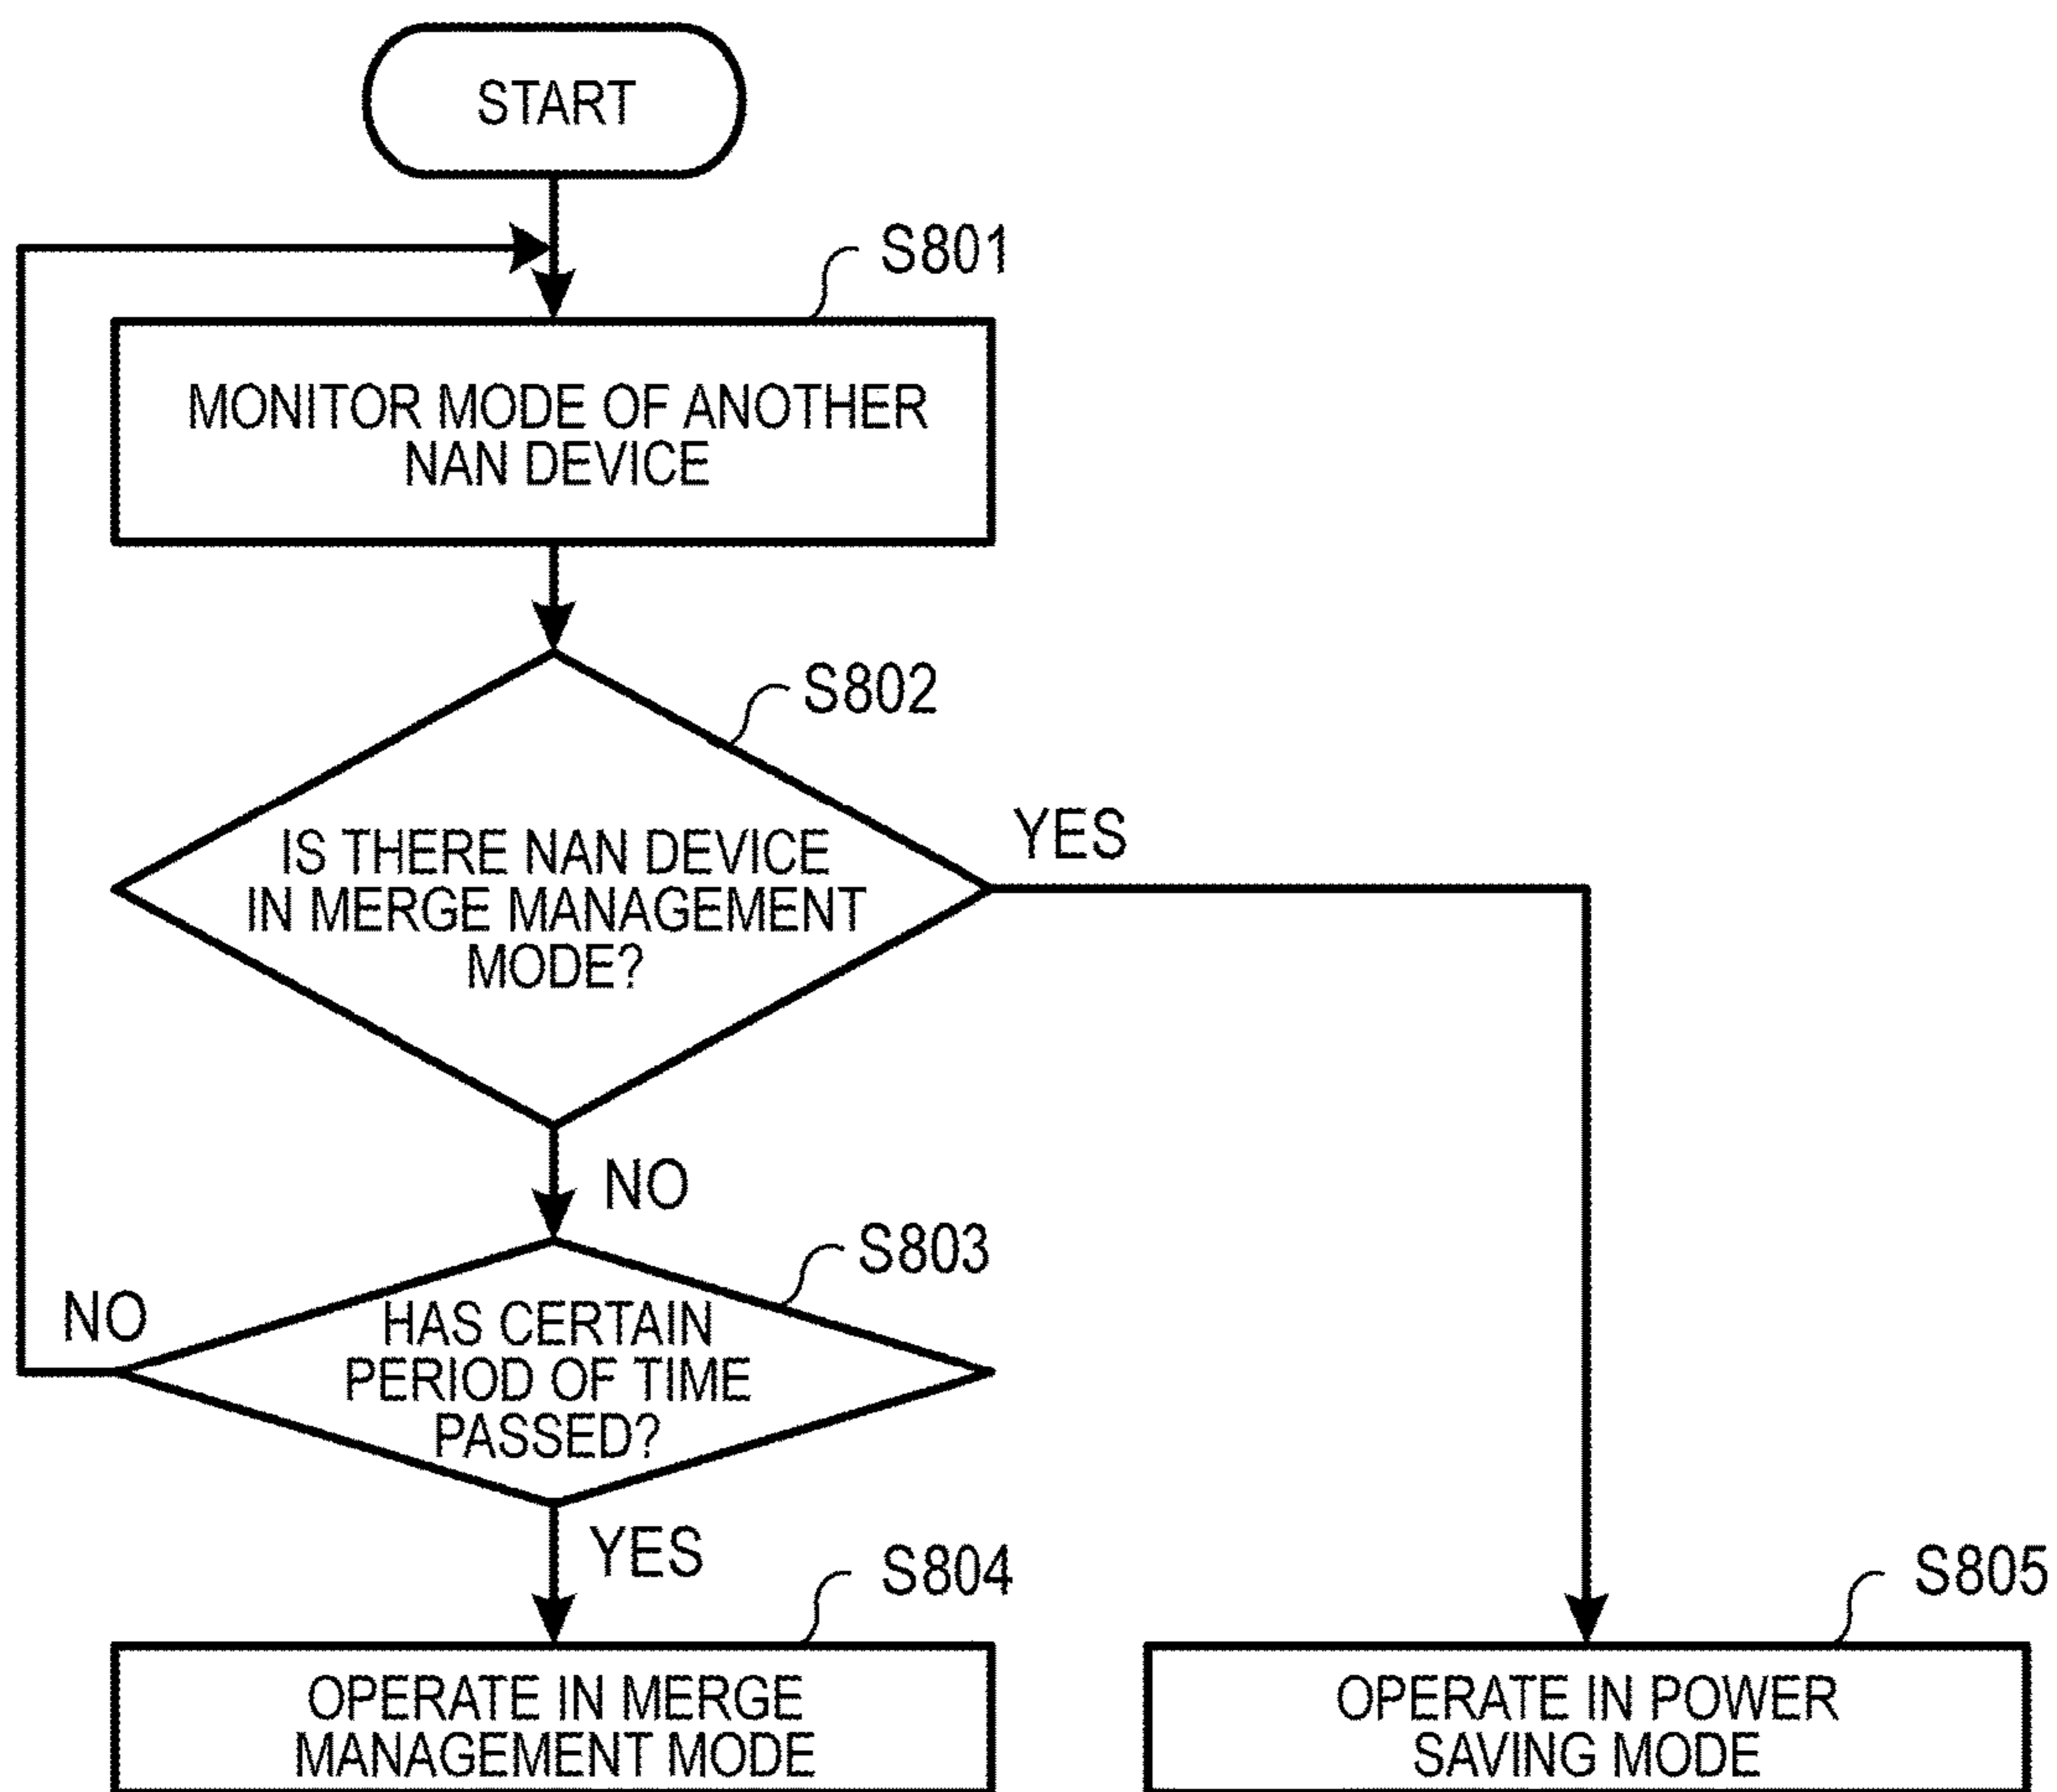 START
S801
MONITOR MODE OF ANOTHER
NAN DEVICE
S802
IS THERE NAN DEVICE
IN MERGE MANAGEMENT
MODE?
YES
NO
S803
NO
HAS CERTAIN
PERIOD OF TIME
PASSED?
YES
S804
S805
OPERATE IN MERGE
MANAGEMENT MODE
OPERATE IN POWER
SAVING MODE